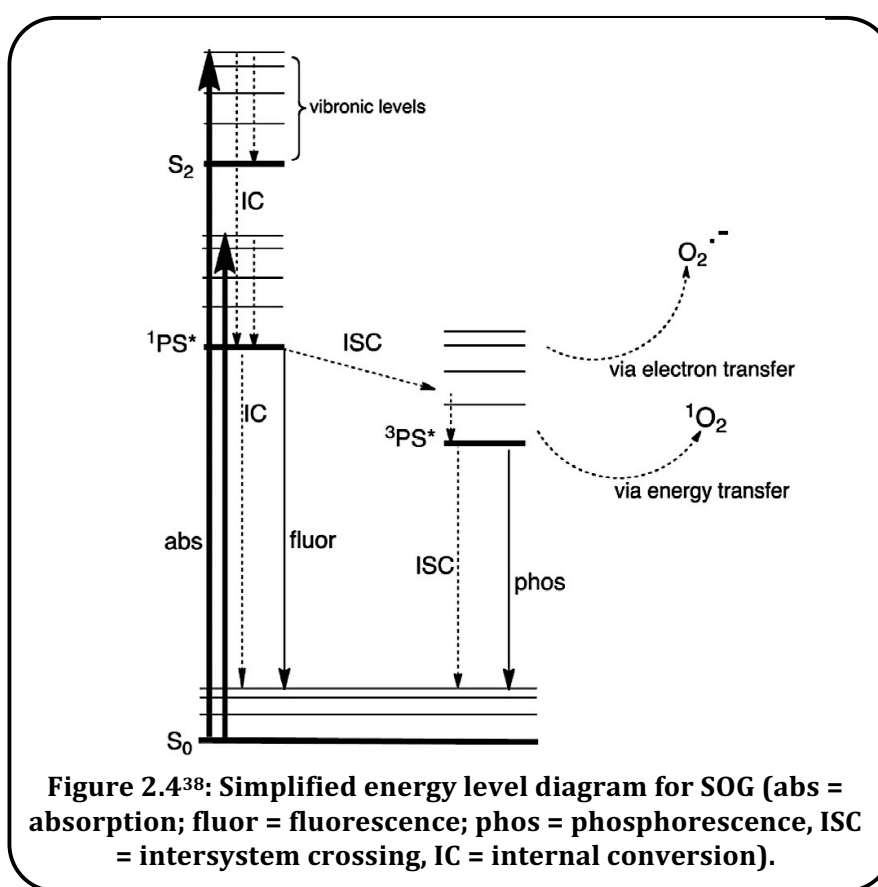 vibronic levels
S₂
IC
O₂˙⁻
¹PS*
ISC
via electron transfer
IC
³PS*
¹O₂
via energy transfer
abs
fluor
ISC
phos
S₀
Figure 2.4³⁸: Simplified energy level diagram for SOG (abs =
absorption; fluor = fluorescence; phos = phosphorescence, ISC
= intersystem crossing, IC = internal conversion).